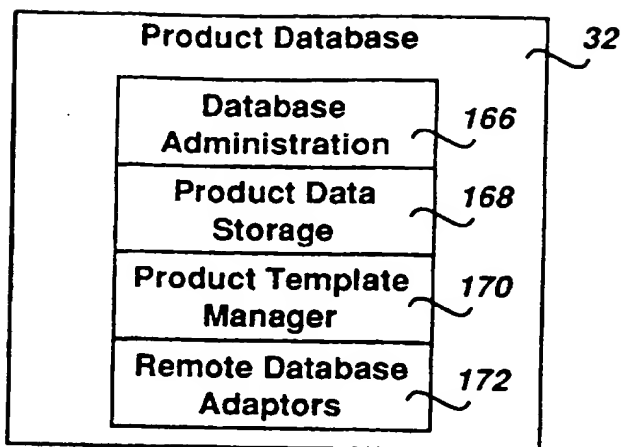 Product Database
32
Database
Administration
166
Product Data
Storage
168
Product Template
Manager
170
Remote Database
Adaptors
172